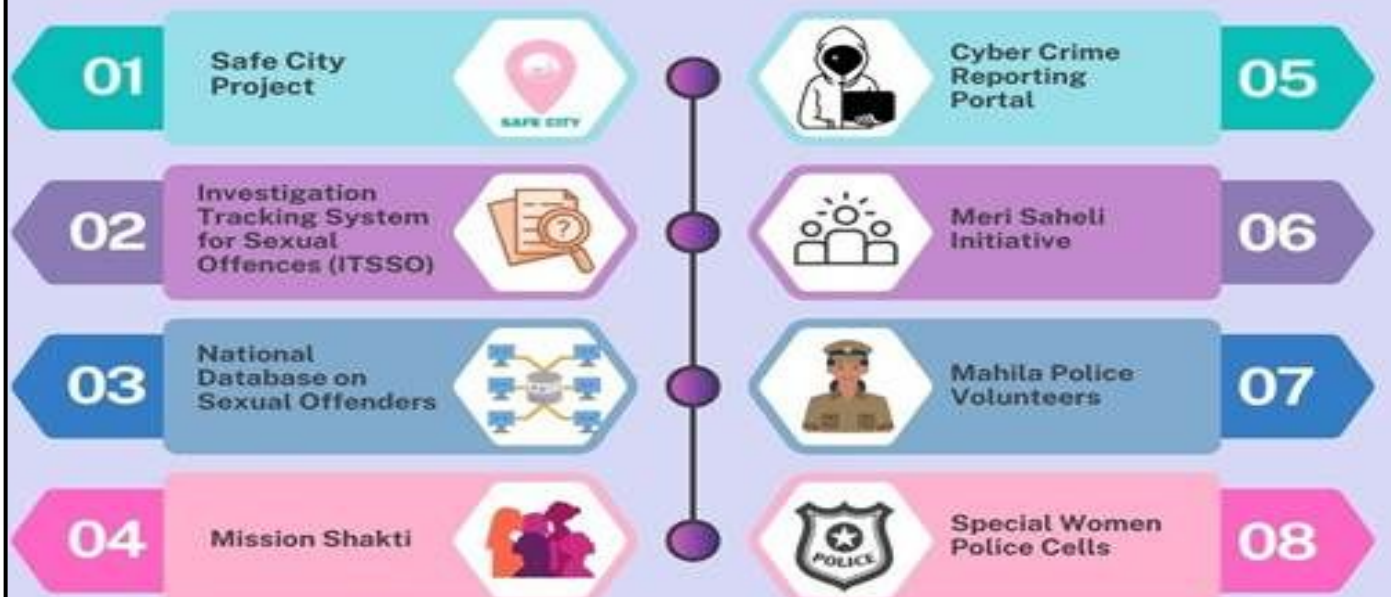 01
Safe City
Project
SAFE CITY
02
Investigation
Tracking System
for Sexual
Offences (ITSSO)
?
03
National
Database on
Sexual Offenders
04
Mission Shakti
Cyber Crime
Reporting
Portal
05
Meri Saheli
Initiative
06
Mahila Police
Volunteers
07
POLICE
Special Women
Police Cells
08